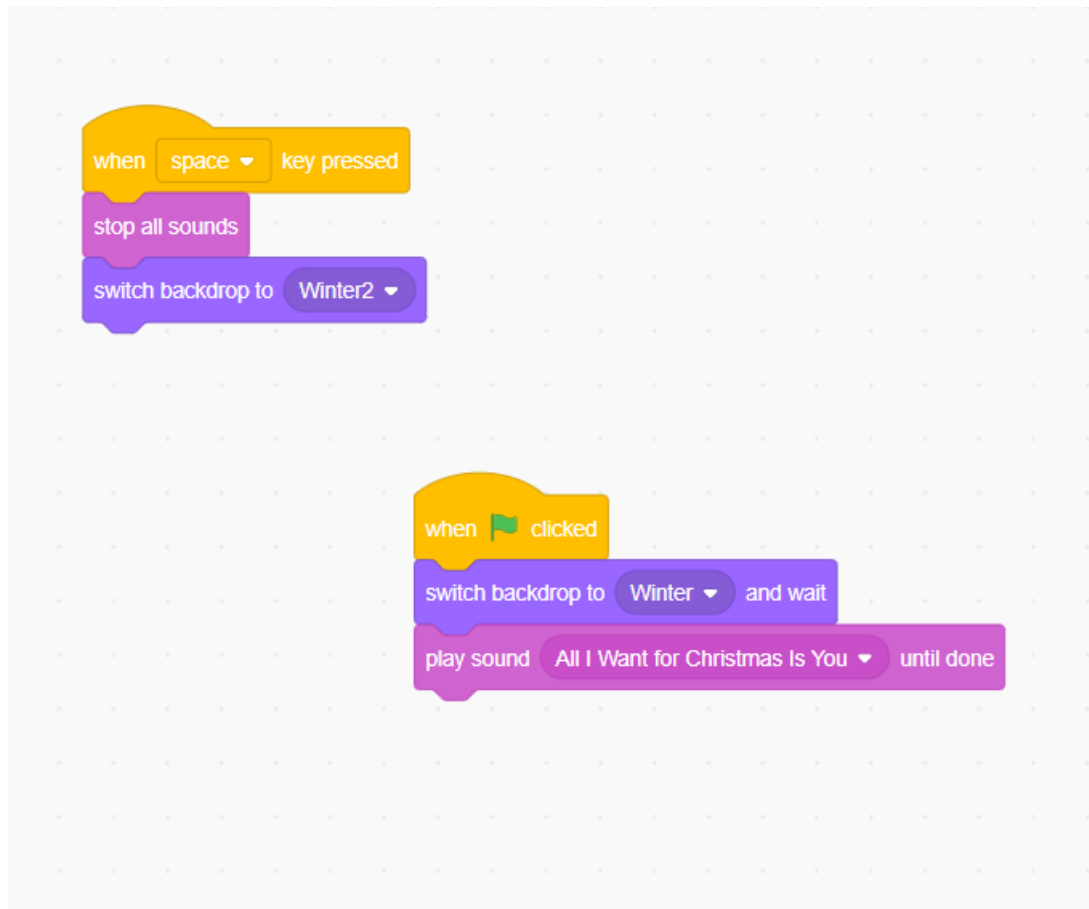 when space key pressed
stop all sounds
switch backdrop to Winter2
when clicked
switch backdrop to Winter and wait
play sound All I Want for Christmas Is You until done